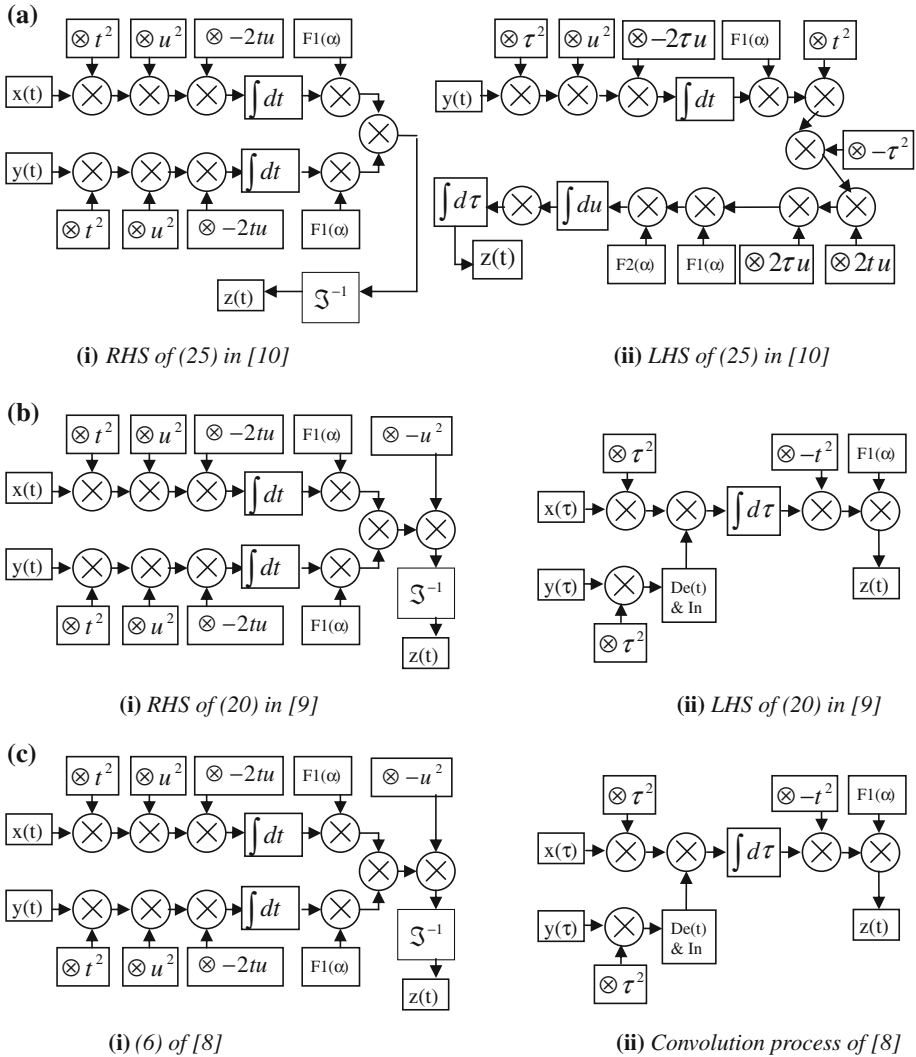 (a)
⊗ t² ⊗ u² ⊗ −2tu F1(α)
x(t) ∫dt
y(t) ∫dt
⊗ t² ⊗ u² ⊗ −2tu F1(α)
z(t) ℑ⁻¹
(i) RHS of (25) in [10]
⊗ τ² ⊗ u² ⊗ −2τu F1(α) ⊗ t²
y(t) ∫dt
⊗ −τ²
∫dτ ∫du
z(t) F2(α) F1(α) ⊗ 2τu ⊗ 2tu
(ii) LHS of (25) in [10]
(b)
⊗ t² ⊗ u² ⊗ −2tu F1(α) ⊗ −u²
x(t) ∫dt
y(t) ∫dt
⊗ t² ⊗ u² ⊗ −2tu F1(α)
ℑ⁻¹
z(t)
(i) RHS of (20) in [9]
⊗ τ² ⊗ −t² F1(α)
x(τ) ∫dτ
y(τ) De(t) z(t)
& In
⊗ τ²
(ii) LHS of (20) in [9]
(c)
⊗ t² ⊗ u² ⊗ −2tu F1(α) ⊗ −u²
x(t) ∫dt
y(t) ∫dt
⊗ t² ⊗ u² ⊗ −2tu F1(α)
ℑ⁻¹
z(t)
(i) (6) of [8]
⊗ τ² ⊗ −t² F1(α)
x(τ) ∫dτ
y(τ) De(t) z(t)
& In
⊗ τ²
(ii) Convolution process of [8]